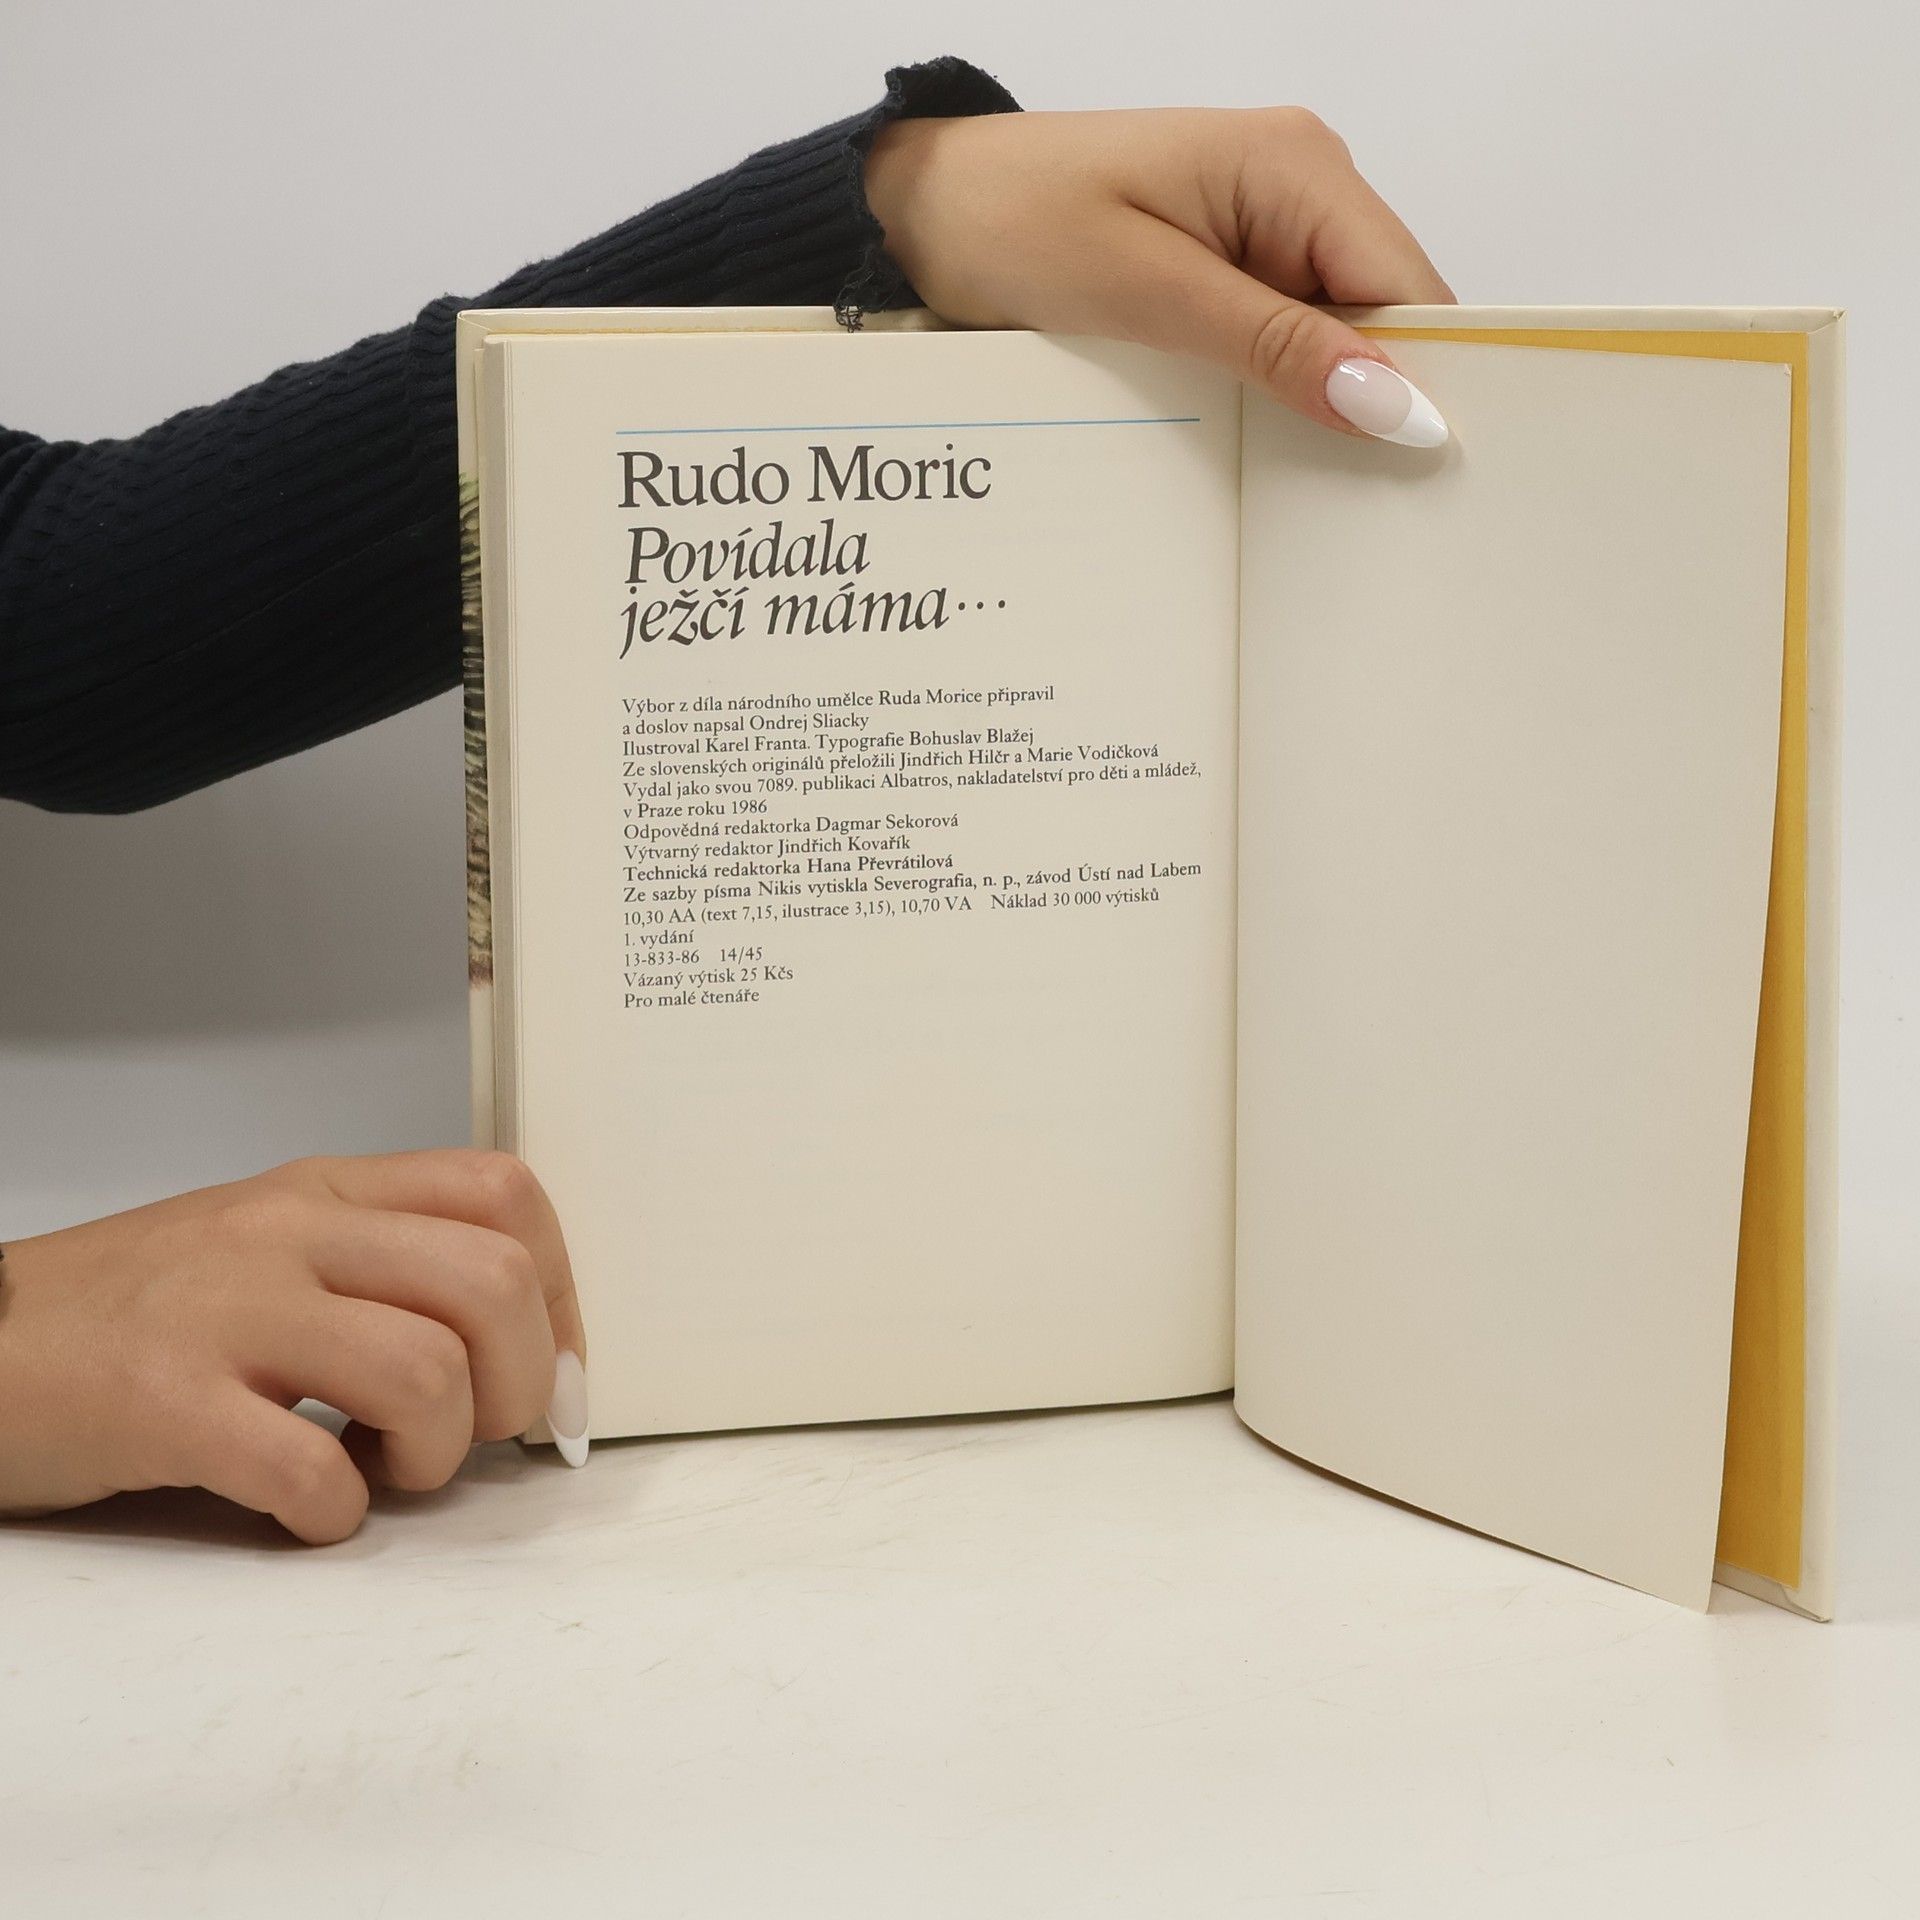 Rudo Moric
Povídala
ježčí máma...
Výbor z díla národního umělce Ruda Morice připravil
a doslov napsal Ondrej Sliacky
Ilustroval Karel Franta. Typografie Bohuslav Blažej
Ze slovenských originálů přeložili Jindřich Hilčr a Marie Vodičková
Vydal jako svou 7089. publikaci Albatros, nakladatelství pro děti a mládež,
v Praze roku 1986
Odpovědná redaktorka Dagmar Sekorová
Výtvarný redaktor Jindřich Kovařík
Technická redaktorka Hana Převrátilová
Ze sazby písma Nikis vytiskla Severografia, n. p., závod Ústí nad Labem
10,30 AA (text 7,15, ilustrace 3,15), 10,70 VA Náklad 30 000 výtisků
1. vydání
13-833-86 14/45
Vázaný výtisk 25 Kčs
Pro malé čtenáře